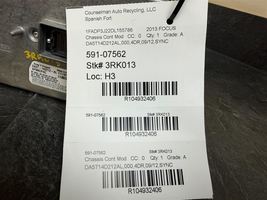 Counselman Auto Recycling, LLC
Spanish Fort
1FADP3J22DL155786 2013 FOCUS
Chassis Cont Mod CC: 0 Qty: 1 Grade: A
DA5T14D212AL,000,4DR,09/12,SYNC
591-07562
Stk# 3RK013
Loc: H3
R104932406
591-07562 Stk# 3RK013
R104932406
591-07562 Stk# 3RK013
Chassis Cont Mod CC: 0 Qty: 1 Grade: A
DA5T14D212AL,000,4DR,09/12,SYNC
R104932406